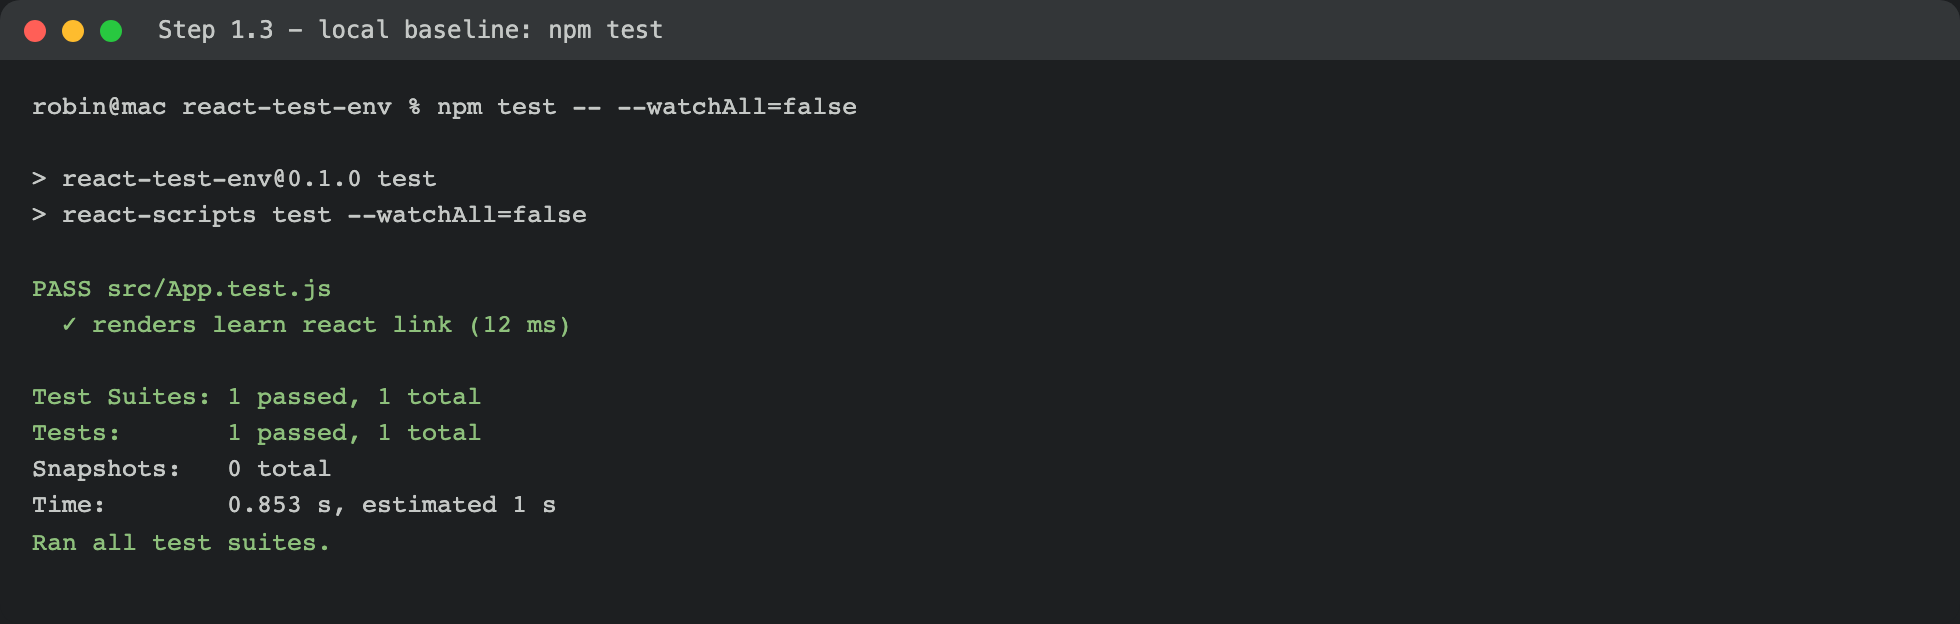 Step 1.3 – local baseline: npm test
robin@mac react-test-env % npm test -- --watchAll=false
> react-test-env@0.1.0 test
> react-scripts test --watchAll=false
PASS src/App.test.js
✓ renders learn react link (12 ms)
Test Suites: 1 passed, 1 total
Tests:       1 passed, 1 total
Snapshots:   0 total
Time:        0.853 s, estimated 1 s
Ran all test suites.